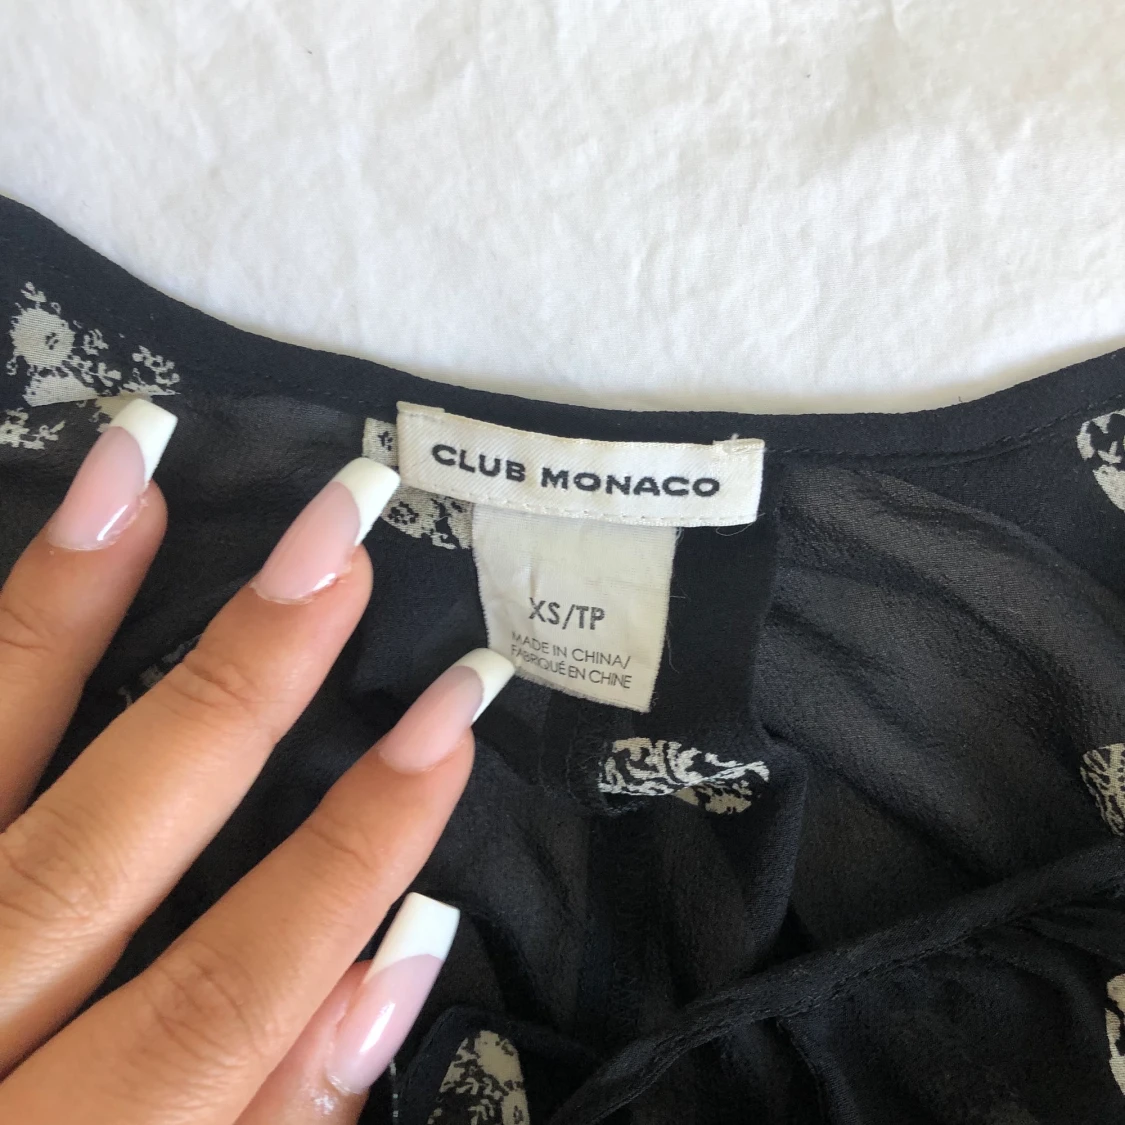 CLUB MONACO
XS/TP
MADE IN CHINA/
FABRIQUÉ EN CHINE